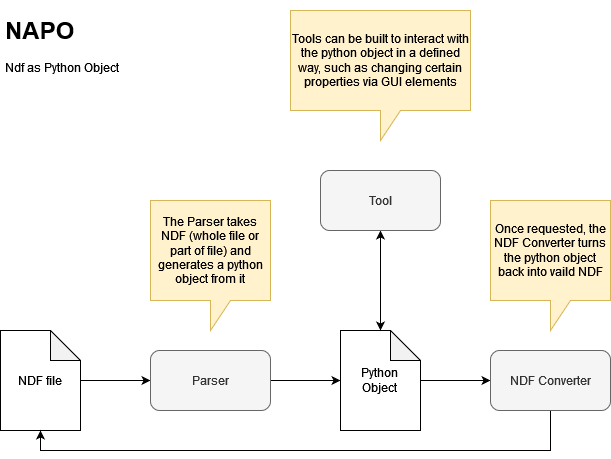 NAPO
Ndf as Python Object
Tools can be built to interact with
the python object in a defined
way, such as changing certain
properties via GUI elements
Tool
The Parser takes
NDF (whole file or
part of file) and
generates a python
object from it
Once requested, the
NDF Converter turns
the python object
back into vaild NDF
NDF file
Parser
Python
Object
NDF Converter